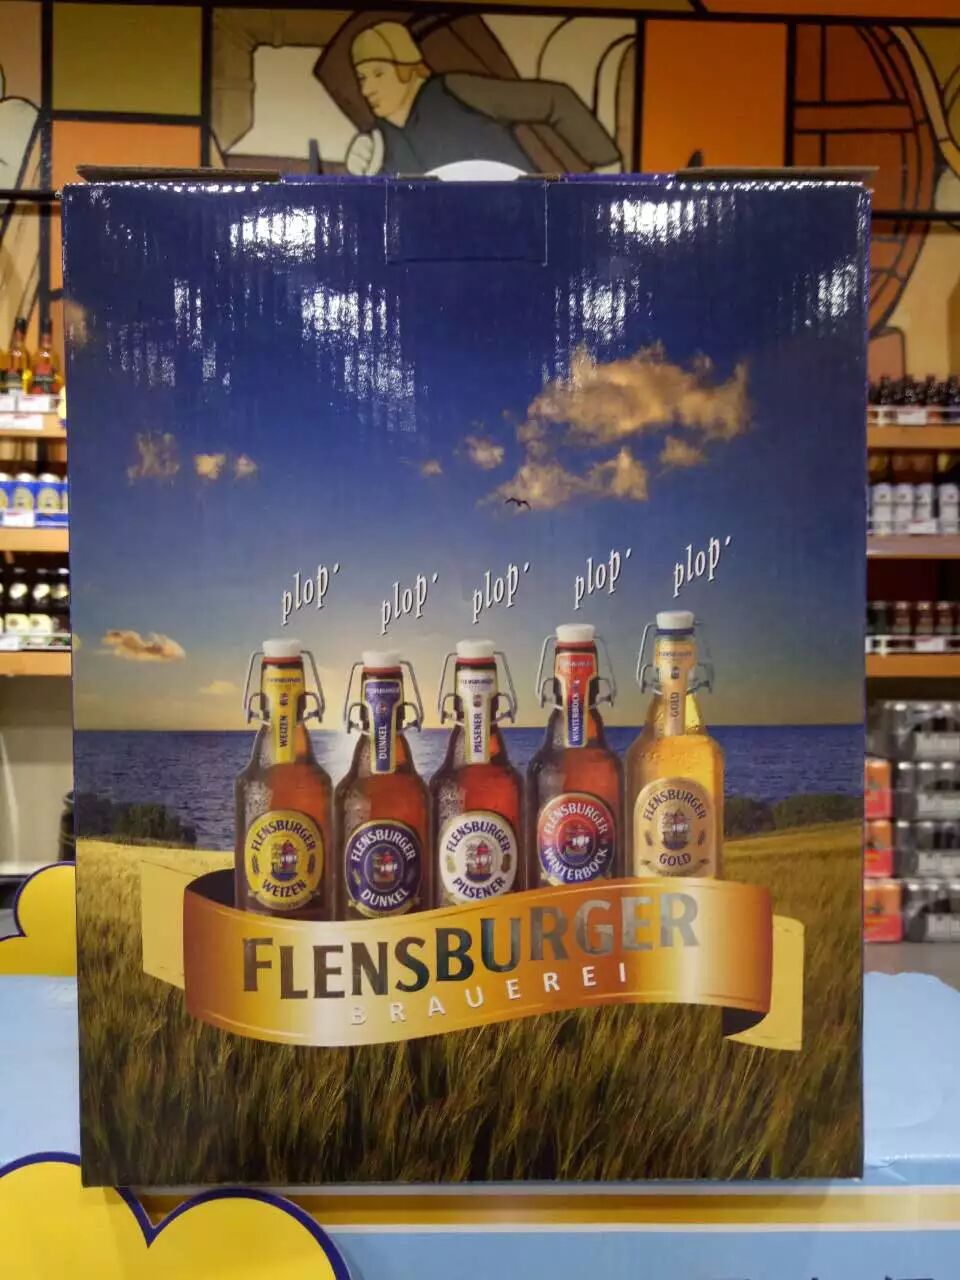 plop´
plop´
plop´
plop´
plop´
FLENSBURGER
WEIZEN
DUNKEL
FLENSBURGER
PILSENER
WINTERBOCK
FLENSBURGER
GOLD
FLENSBURGER
WEIZEN
FLENSBURGER
DUNKEL
FLENSBURGER
PILSENER
FLENSBURGER
WINTERBOCK
FLENSBURGER
GOLD
FLENSBURGER
BRAUEREI